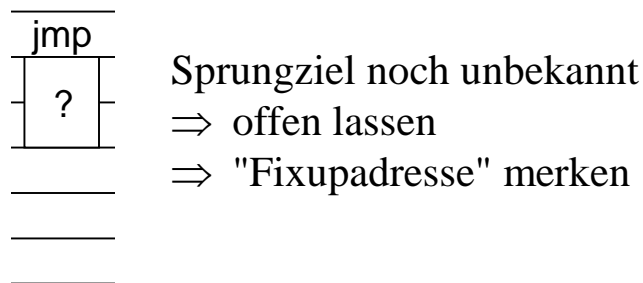 jmp
?
Sprungziel noch unbekannt
⇒ offen lassen
⇒ "Fixupadresse" merken